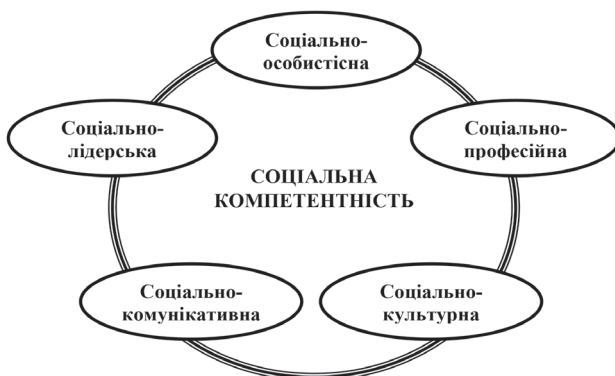 Соціально-
особистісна
Соціально-
лідерська
Соціально-
професійна
СОЦІАЛЬНА
КОМПЕТЕНТНІСТЬ
Соціально-
комунікативна
Соціально-
культурна